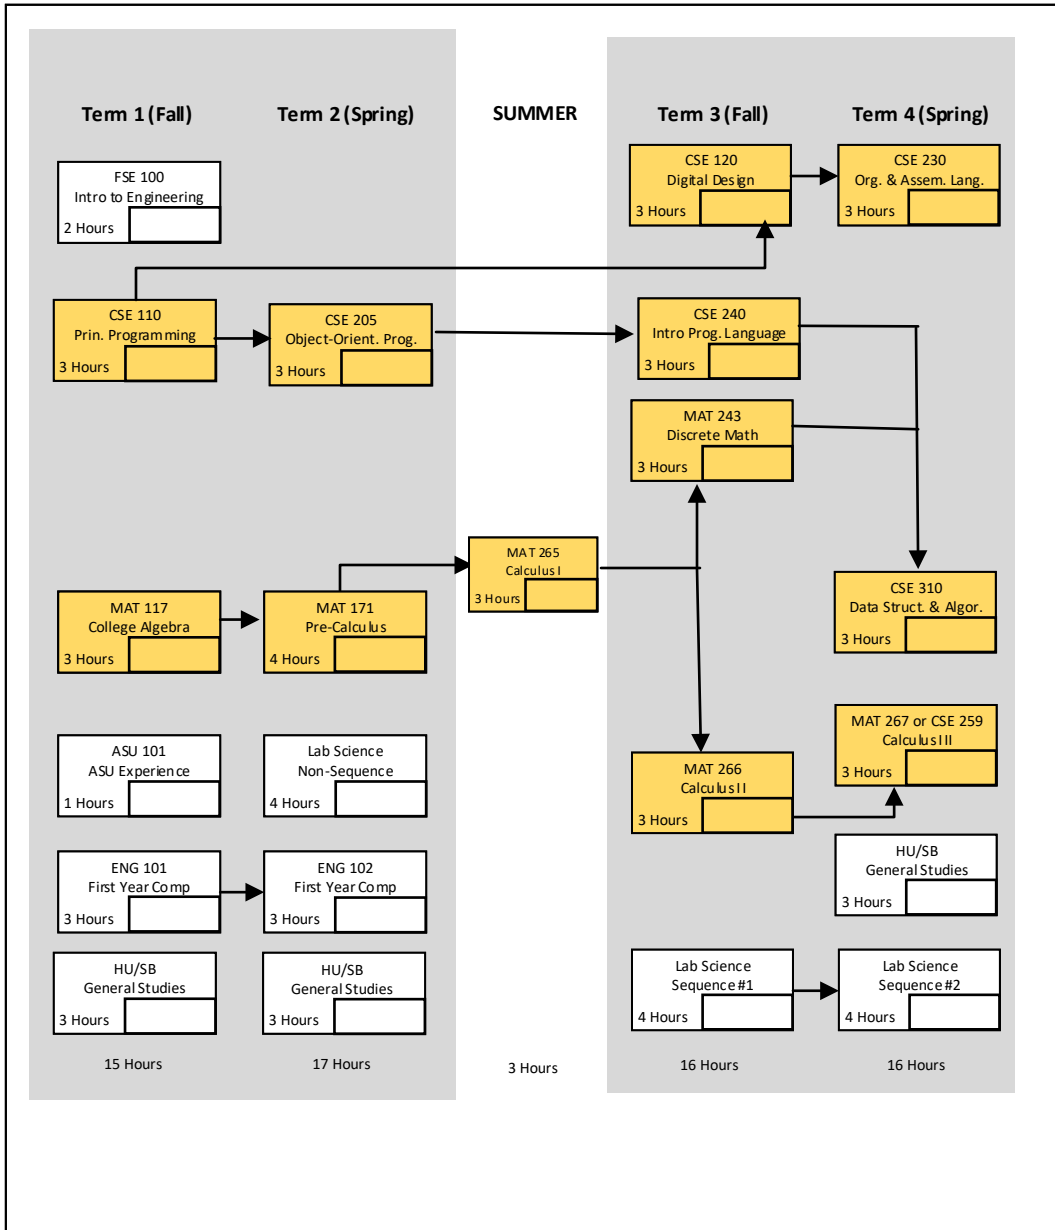 Term 1 (Fall)
Term 2 (Spring)
SUMMER
Term 3 (Fall)
Term 4 (Spring)
FSE 100
Intro to Engineering
2 Hours
CSE 120
Digital Design
3 Hours
CSE 230
Org. & Assem. Lang.
3 Hours
CSE 110
Prin. Programming
3 Hours
CSE 205
Object-Orient. Prog.
3 Hours
CSE 240
Intro Prog. Language
3 Hours
MAT 243
Discrete Math
3 Hours
MAT 265
Calculus I
3 Hours
MAT 117
College Algebra
3 Hours
MAT 171
Pre-Calculus
4 Hours
CSE 310
Data Struct. & Algor.
3 Hours
ASU 101
ASU Experience
1 Hours
Lab Science
Non-Sequence
4 Hours
MAT 266
Calculus II
3 Hours
MAT 267 or CSE 259
Calculus III
3 Hours
ENG 101
First Year Comp
3 Hours
ENG 102
First Year Comp
3 Hours
HU/SB
General Studies
3 Hours
HU/SB
General Studies
3 Hours
HU/SB
General Studies
3 Hours
Lab Science
Sequence #1
4 Hours
Lab Science
Sequence #2
4 Hours
15 Hours
17 Hours
3 Hours
16 Hours
16 Hours